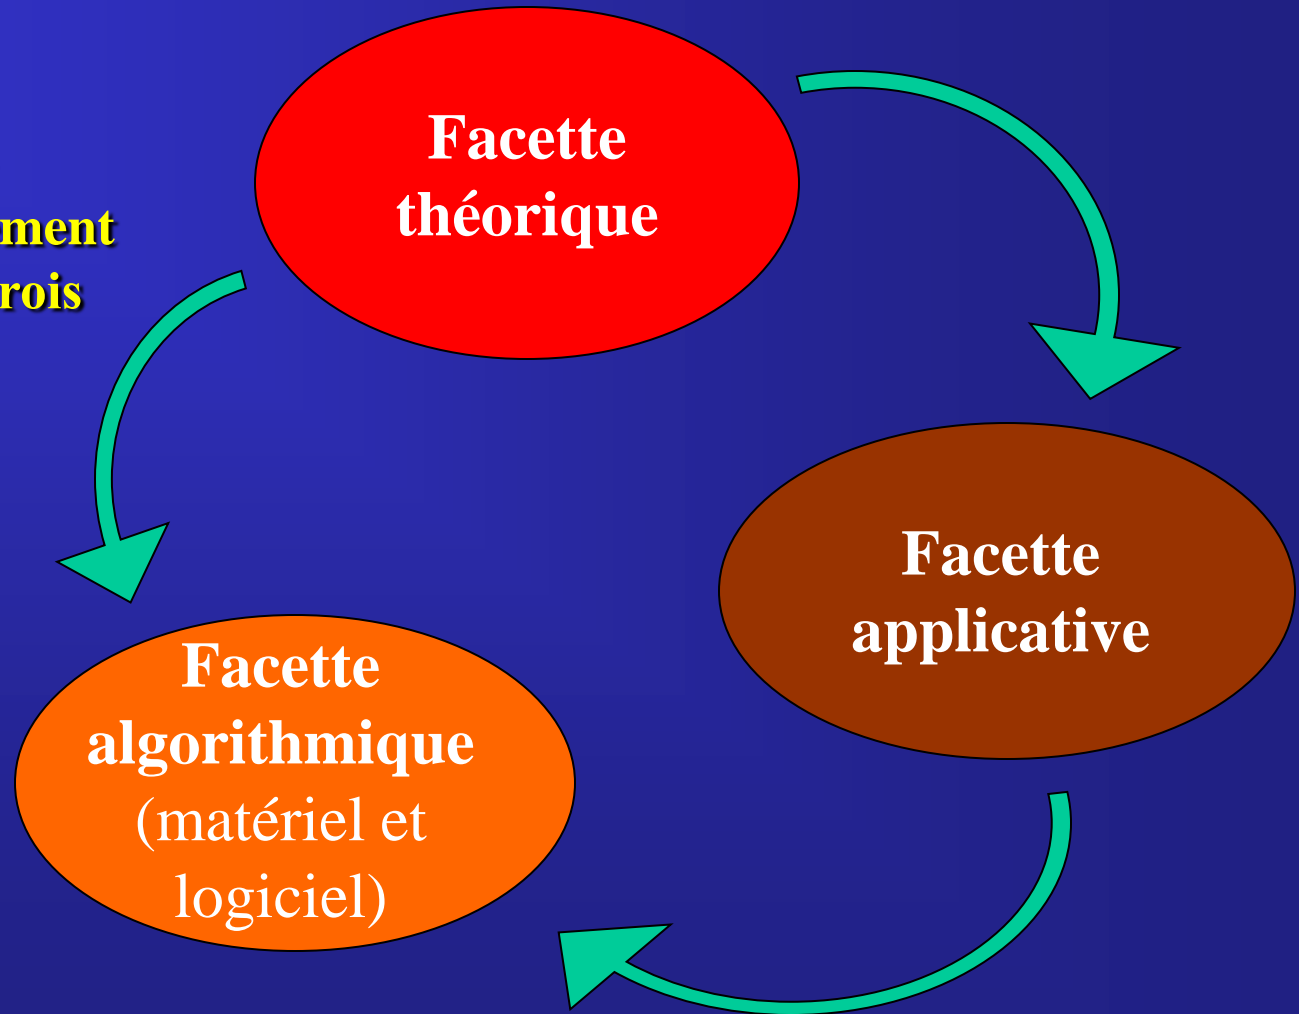 Facette
théorique
ment
rois
Facette
applicative
Facette
algorithmique
(matériel et
logiciel)